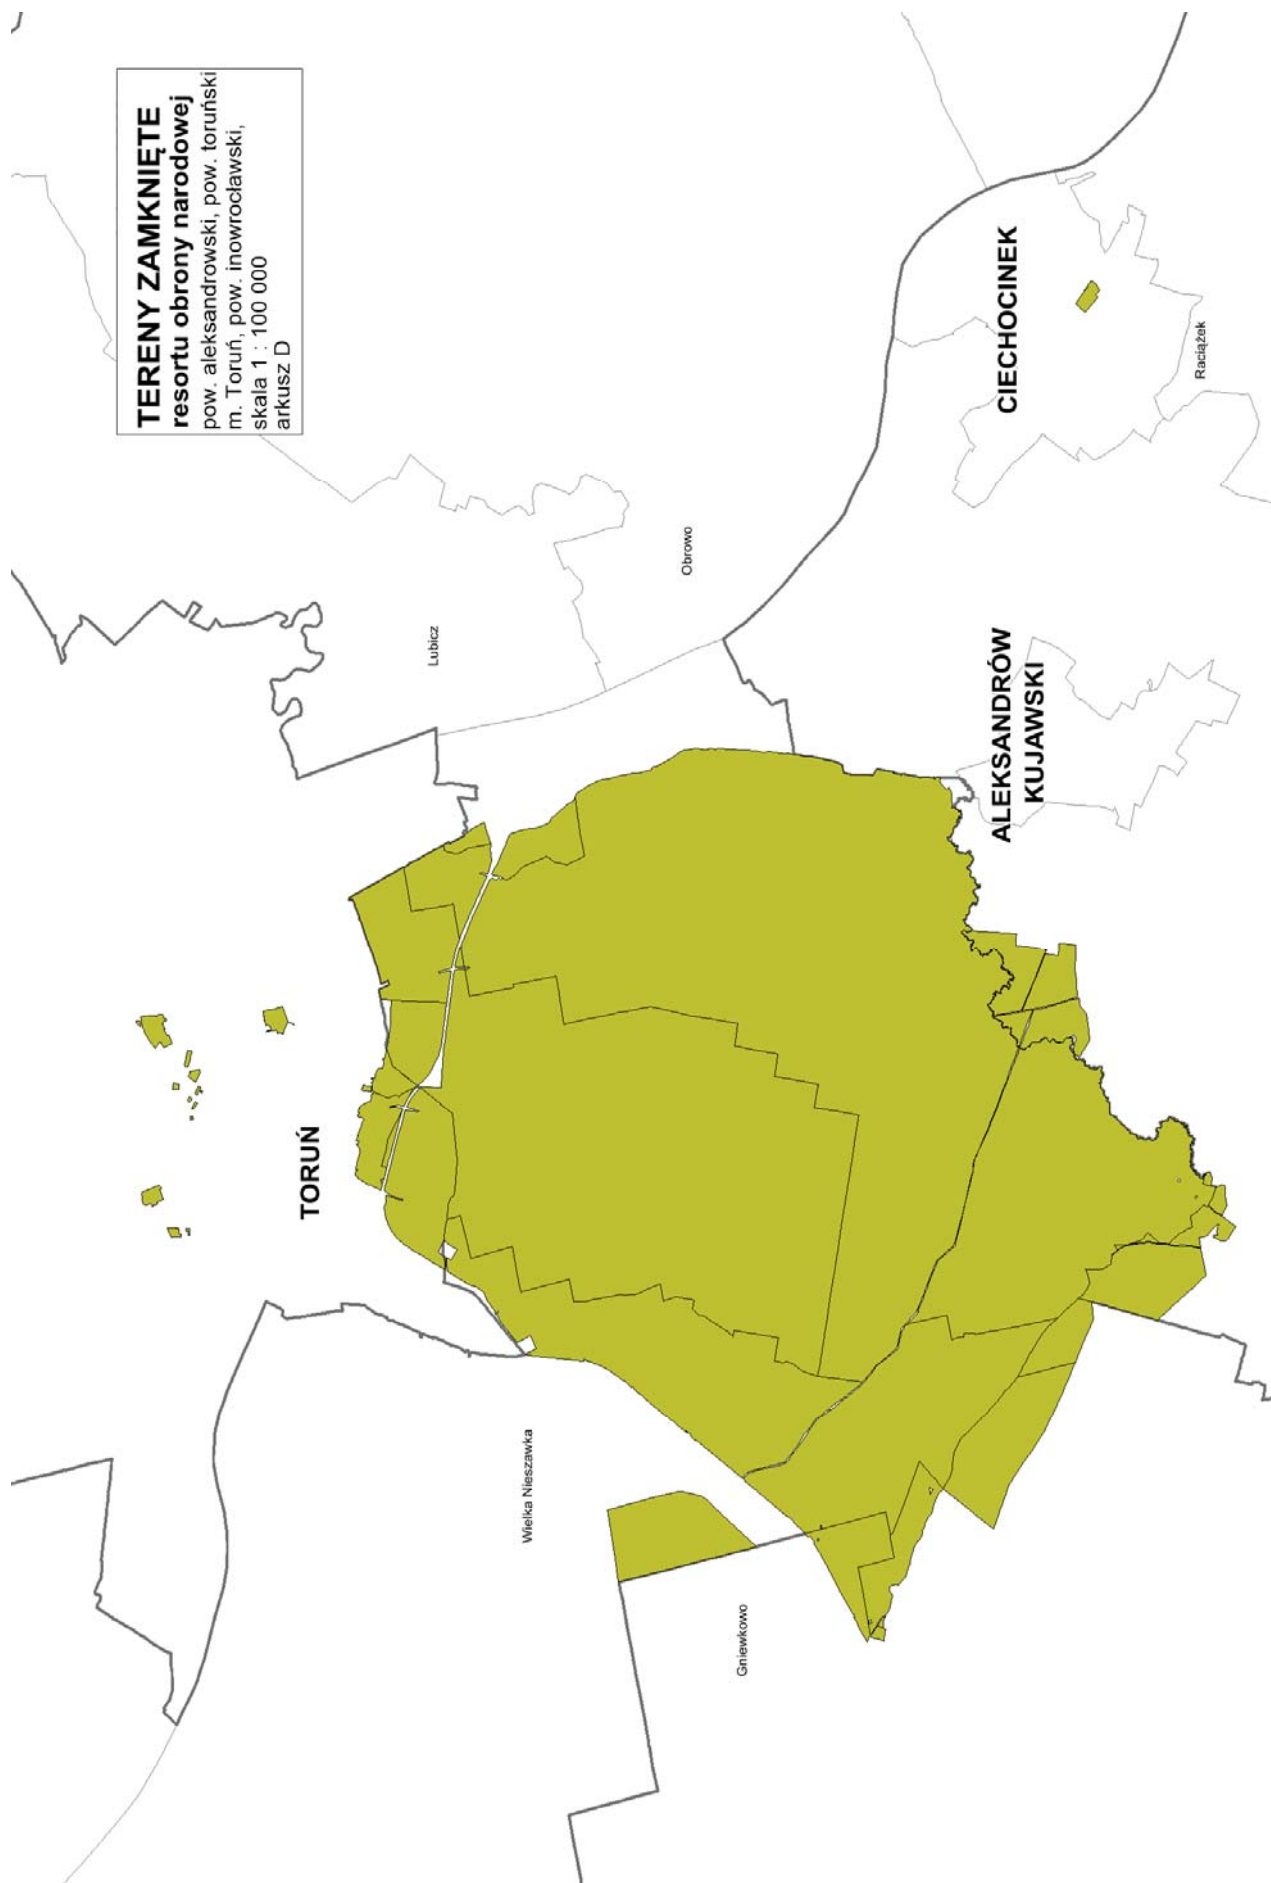 TERENY ZAMKNIĘTE
resortu obrony narodowej
pow. aleksandrowski, pow. toruński
m. Toruń, pow. inowrocławski,
skala 1 : 100 000
arkusz D
TORUŃ
Lubicz
Obrowo
CIECHOCINEK
Raciążek
ALEKSANDRÓW
KUJAWSKI
Wielka Nieszawka
Gniewkowo